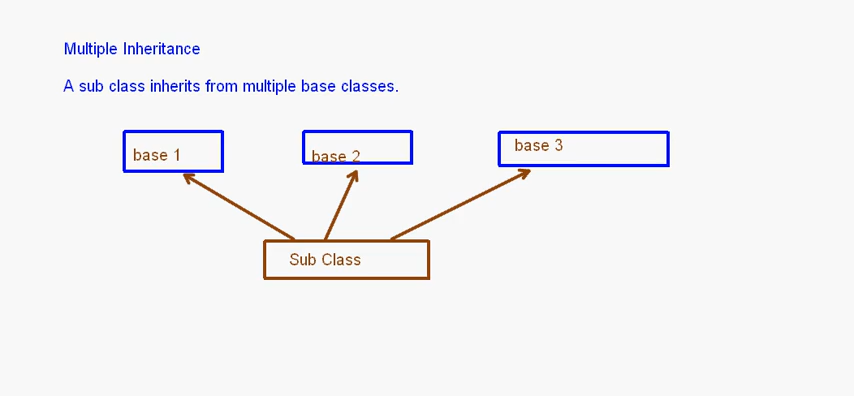 Multiple Inheritance
A sub class inherits from multiple base classes.
base 1
base 2
base 3
Sub Class